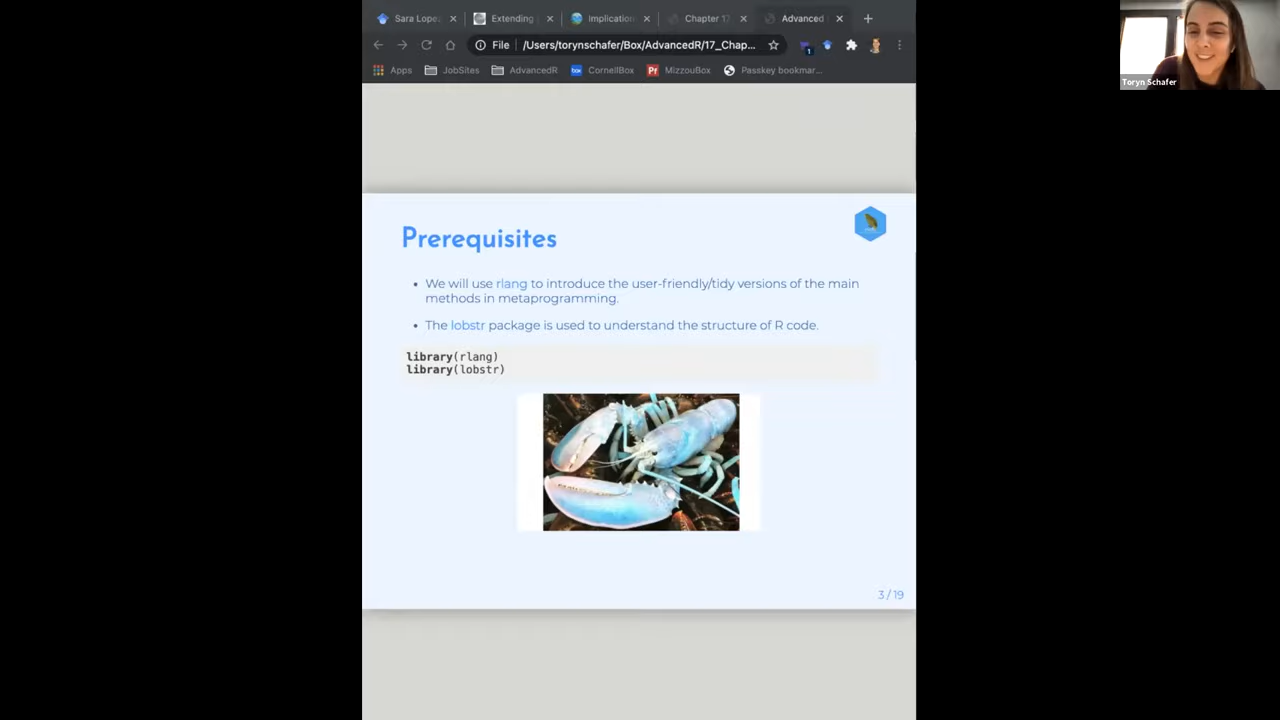 Sara Lope
Extending
implication
Chapter 17
Advanced
File
/Users/torynschafer/Box/AdvancedR/17_Chap...
1
Apps
JobSites
AdvancedR
box
CornellBox
Pr
MizzouBox
Passkey bookmar...
Toryn Schafer
Prerequisites
We will use rlang to introduce the user-friendly/tidy versions of the main
methods in metaprogramming.
The lobstr package is used to understand the structure of R code.
library(rlang)
library(lobstr)
3 / 19